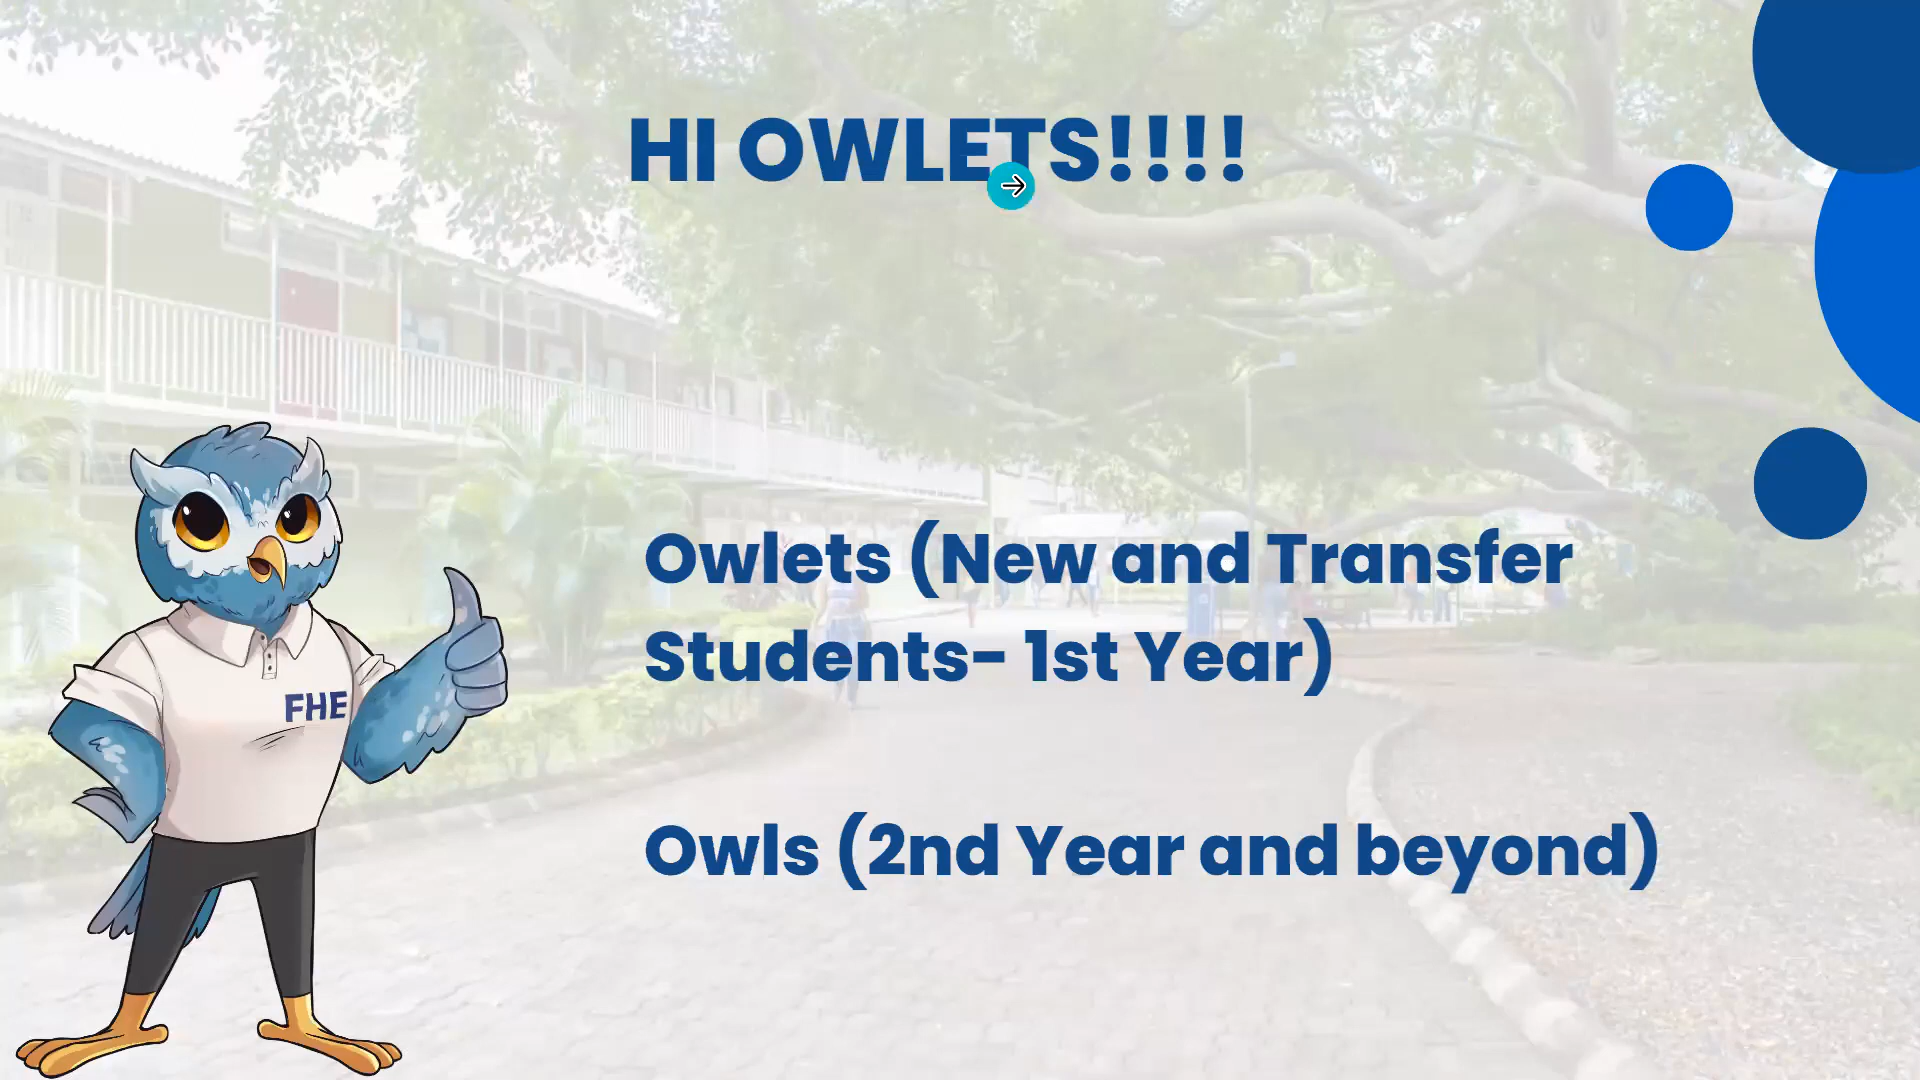 HI OWLETS!!!!
Owlets (New and Transfer
Students- 1st Year)
FHE
Owls (2nd Year and beyond)